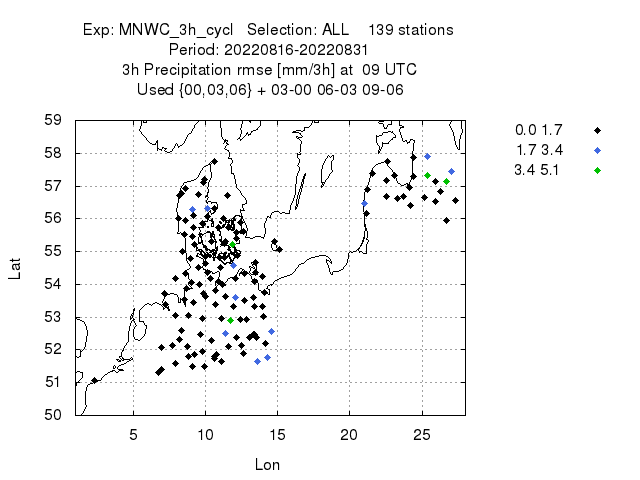 Exp: MNWC_3h_cycl   Selection: ALL    139 stations
Period: 20220816-20220831
3h Precipitation rmse [mm/3h] at  09 UTC
Used {00,03,06} + 03-00 06-03 09-06
59
58
57
56
55
54
53
52
51
50
Lat
5 10 15 20 25
Lon
0.0 1.7
1.7 3.4
3.4 5.1